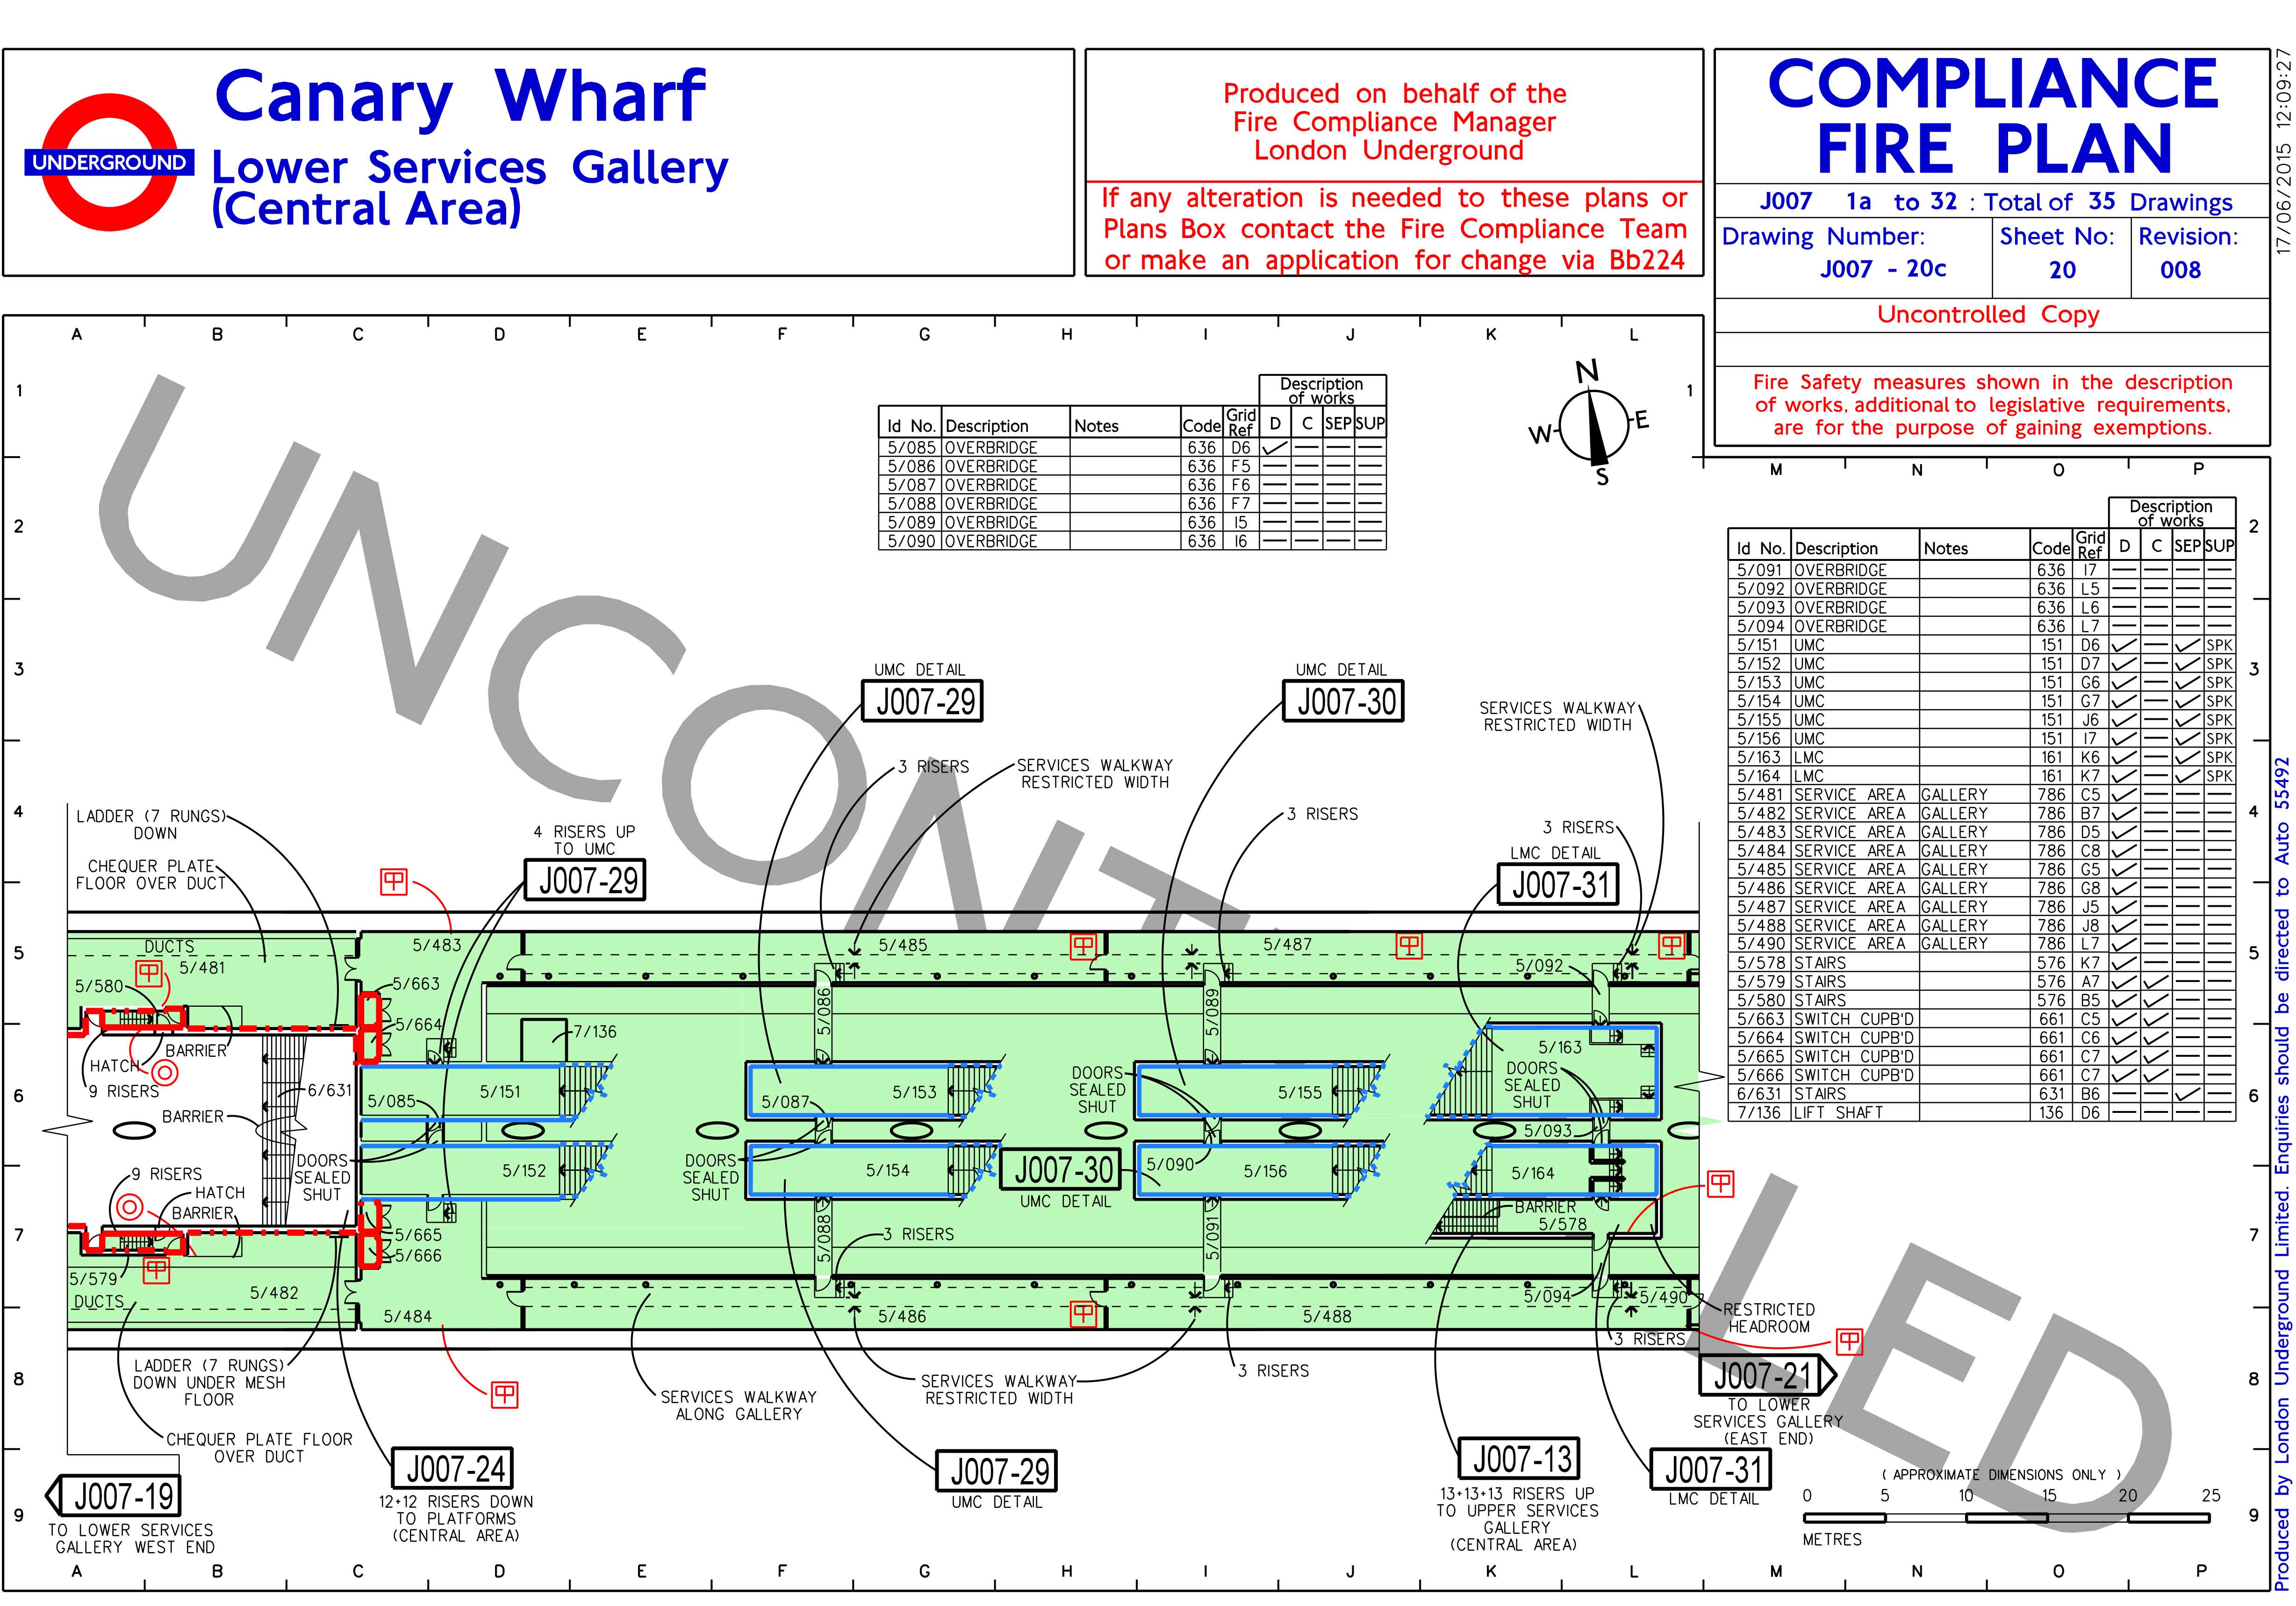 Canary Wharf
UNDERGROUND
Lower Services Gallery
(Central Area)
Produced on behalf of the
Fire Compliance Manager
London Underground
If any alteration is needed to these plans or
Plans Box contact the Fire Compliance Team
or make an application for change via Bb224
COMPLIANCE
FIRE PLAN
J007 1a to 32 : Total of 35 Drawings
Drawing Number:
J007 - 20c
Sheet No:
20
Revision:
008
Uncontrolled Copy
Fire Safety measures shown in the description
of works, additional to legislative requirements,
are for the purpose of gaining exemptions.
17/06/2015 12:09:27
A B C D E F G H I J K L
1 1
Description
of works
Id No. Description Notes Code Grid Ref D C SEP SUP
5/085 OVERBRIDGE 636 D6 ✓ — — —
5/086 OVERBRIDGE 636 F5 — — — —
5/087 OVERBRIDGE 636 F6 — — — —
5/088 OVERBRIDGE 636 F7 — — — —
5/089 OVERBRIDGE 636 I5 — — — —
5/090 OVERBRIDGE 636 I6 — — — —
N
W E
S
M N O P
2 2
Description
of works
Id No. Description Notes Code Grid Ref D C SEP SUP
5/091 OVERBRIDGE 636 I7 — — — —
5/092 OVERBRIDGE 636 L5 — — — —
5/093 OVERBRIDGE 636 L6 — — — —
5/094 OVERBRIDGE 636 L7 — — — —
5/151 UMC 151 D6 ✓ — ✓ SPK
5/152 UMC 151 D7 ✓ — ✓ SPK
5/153 UMC 151 G6 ✓ — ✓ SPK
5/154 UMC 151 G7 ✓ — ✓ SPK
5/155 UMC 151 J6 ✓ — ✓ SPK
5/156 UMC 151 I7 ✓ — ✓ SPK
5/163 LMC 161 K6 ✓ — ✓ SPK
5/164 LMC 161 K7 ✓ — ✓ SPK
5/481 SERVICE AREA GALLERY 786 C5 ✓ — — —
5/482 SERVICE AREA GALLERY 786 B7 ✓ — — —
5/483 SERVICE AREA GALLERY 786 D5 ✓ — — —
5/484 SERVICE AREA GALLERY 786 C8 ✓ — — —
5/485 SERVICE AREA GALLERY 786 G5 ✓ — — —
5/486 SERVICE AREA GALLERY 786 G8 ✓ — — —
5/487 SERVICE AREA GALLERY 786 J5 ✓ — — —
5/488 SERVICE AREA GALLERY 786 J8 ✓ — — —
5/490 SERVICE AREA GALLERY 786 L7 ✓ — — —
5/578 STAIRS 576 K7 ✓ — — —
5/579 STAIRS 576 A7 ✓ ✓ — —
5/580 STAIRS 576 B5 ✓ ✓ — —
5/663 SWITCH CUPB'D 661 C5 ✓ ✓ — —
5/664 SWITCH CUPB'D 661 C6 ✓ ✓ — —
5/665 SWITCH CUPB'D 661 C7 ✓ ✓ — —
5/666 SWITCH CUPB'D 661 C7 ✓ ✓ — —
6/631 STAIRS 631 B6 — — ✓ —
7/136 LIFT SHAFT 136 D6 — — — —
UNCONT
LED
3 3
UMC DETAIL
J007-29
UMC DETAIL
J007-30
SERVICES WALKWAY
RESTRICTED WIDTH
3 RISERS
SERVICES WALKWAY
RESTRICTED WIDTH
4 4
LADDER (7 RUNGS)
DOWN
CHEQUER PLATE
FLOOR OVER DUCT
4 RISERS UP
TO UMC
J007-29
3 RISERS
3 RISERS
LMC DETAIL
J007-31
5 5
DUCTS
5/481
5/483
5/485
5/487
5/092
5/580
5/663
5/664
5/086
5/089
7/136
5/163
HATCH
BARRIER
9 RISERS
6/631
BARRIER
5/085
5/151
5/087
5/153
DOORS
SEALED
SHUT
5/155
DOORS
SEALED
SHUT
6 6
5/093
9 RISERS
HATCH
BARRIER
DOORS
SEALED
SHUT
5/152
DOORS
SEALED
SHUT
5/154
J007-30
UMC DETAIL
5/090
5/156
5/164
BARRIER
5/578
7 7
5/665
5/666
5/088
3 RISERS
5/091
5/579
DUCTS
5/482
5/484
5/486
5/488
5/094
5/490
RESTRICTED
HEADROOM
3 RISERS
8 8
LADDER (7 RUNGS)
DOWN UNDER MESH
FLOOR
SERVICES WALKWAY
ALONG GALLERY
SERVICES WALKWAY
RESTRICTED WIDTH
3 RISERS
J007-21
TO LOWER
SERVICES GALLERY
(EAST END)
CHEQUER PLATE FLOOR
OVER DUCT
J007-19
TO LOWER SERVICES
GALLERY WEST END
J007-24
12+12 RISERS DOWN
TO PLATFORMS
(CENTRAL AREA)
J007-29
UMC DETAIL
J007-13
13+13+13 RISERS UP
TO UPPER SERVICES
GALLERY
(CENTRAL AREA)
J007-31
LMC DETAIL
( APPROXIMATE DIMENSIONS ONLY )
0 5 10 15 20 25
METRES
9 9
A B C D E F G H I J K L M N O P
Produced by London Underground Limited. Enquiries should be directed to Auto 55492